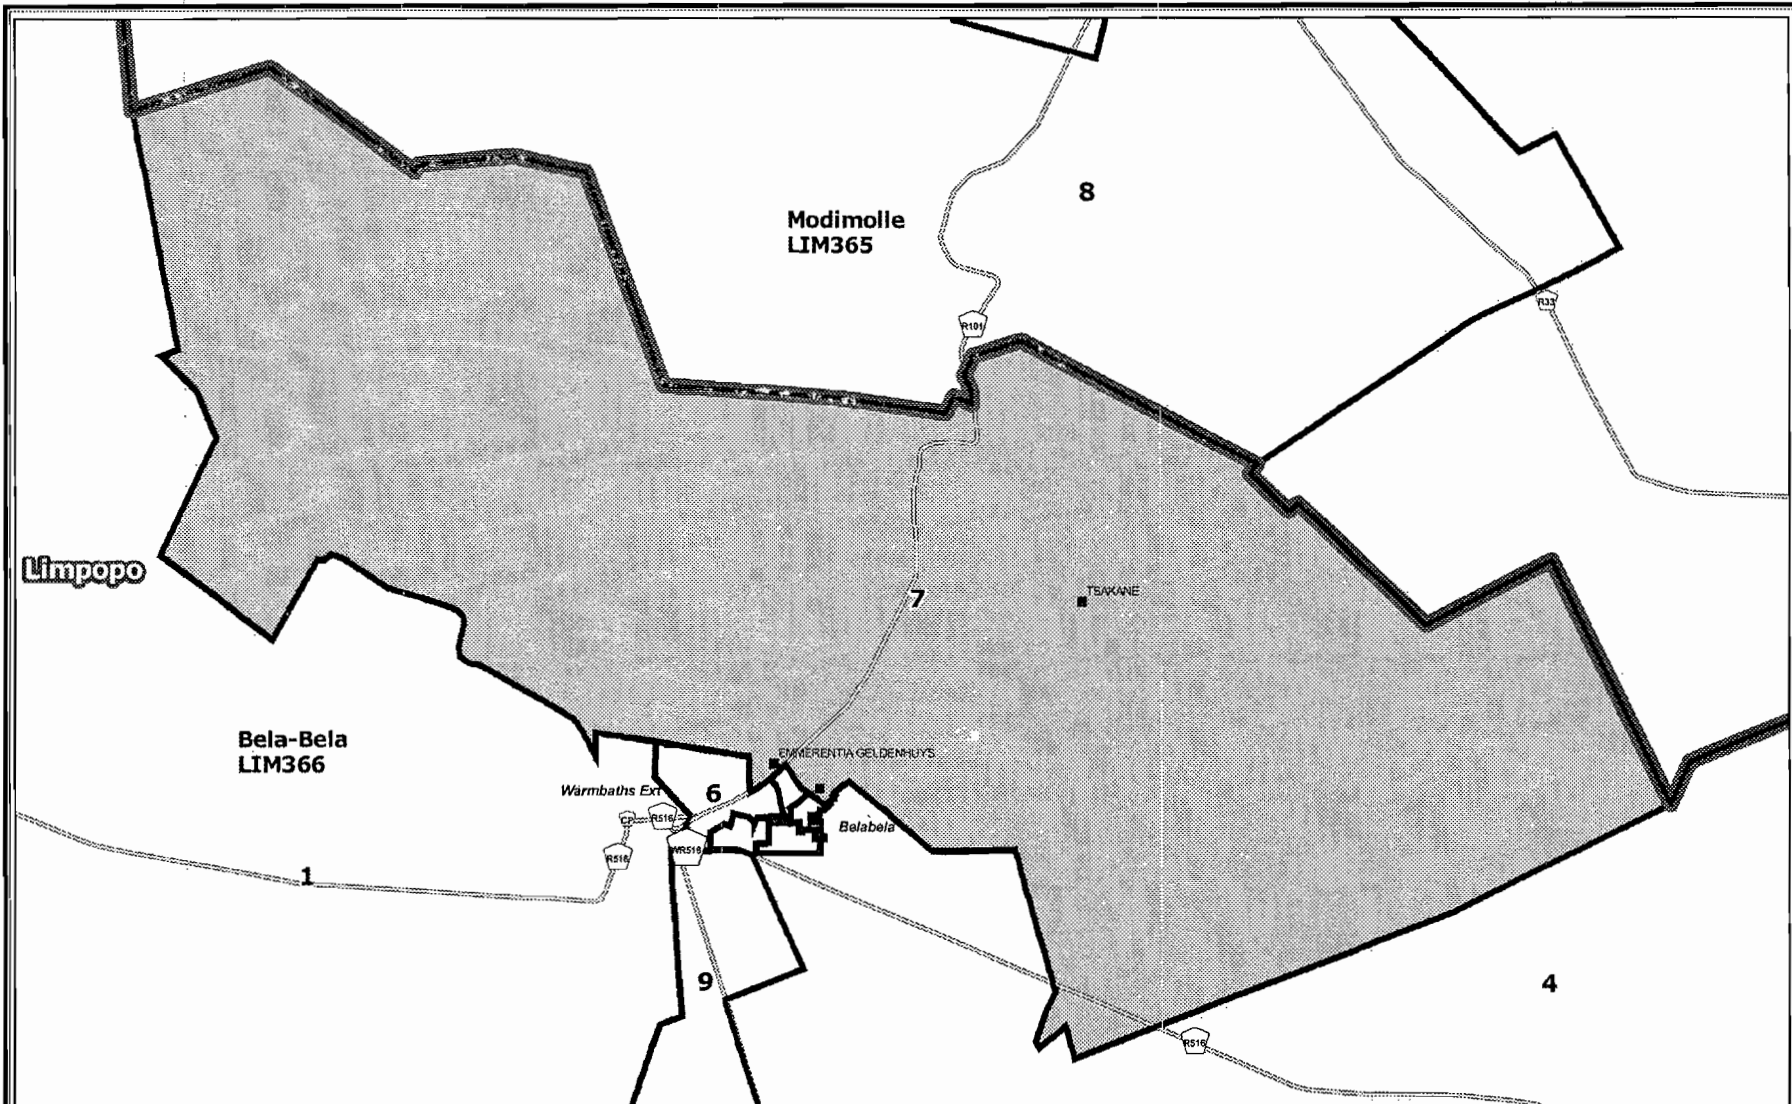 8
Modimolle
LIM365
R33
R101
Limpopo
7
TSAKANE
Bela-Bela
LIM366
EMMERENTIA GELDENHUYS
Warmbaths Ext
6
CP
R516
Belabela
R516
1
9
4
R516